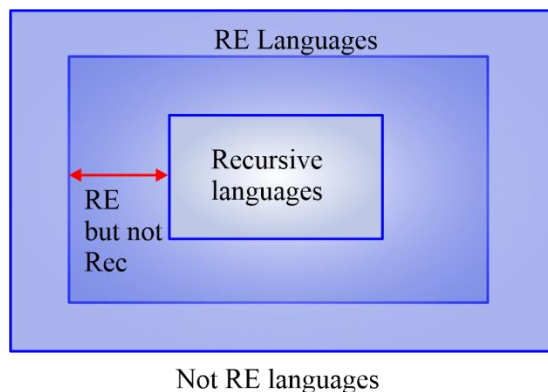 RE Languages
Recursive
languages
RE
but not
Rec
Not RE languages